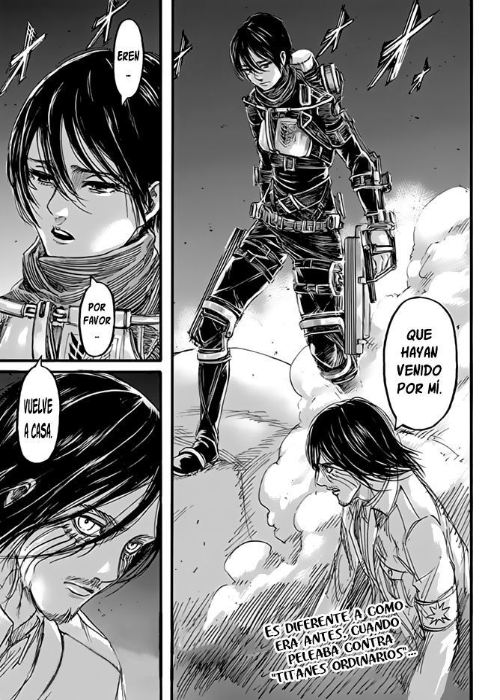 QUE
HAYAN
VENIDO
POR MÍ.
ES DIFERENTE A COMO
ERA ANTES, CUANDO
PELEABA CONTRA
"TITANES ORDINARIOS"...
EREN
..
POR
FAVOR
..
VUELVE
A CASA.